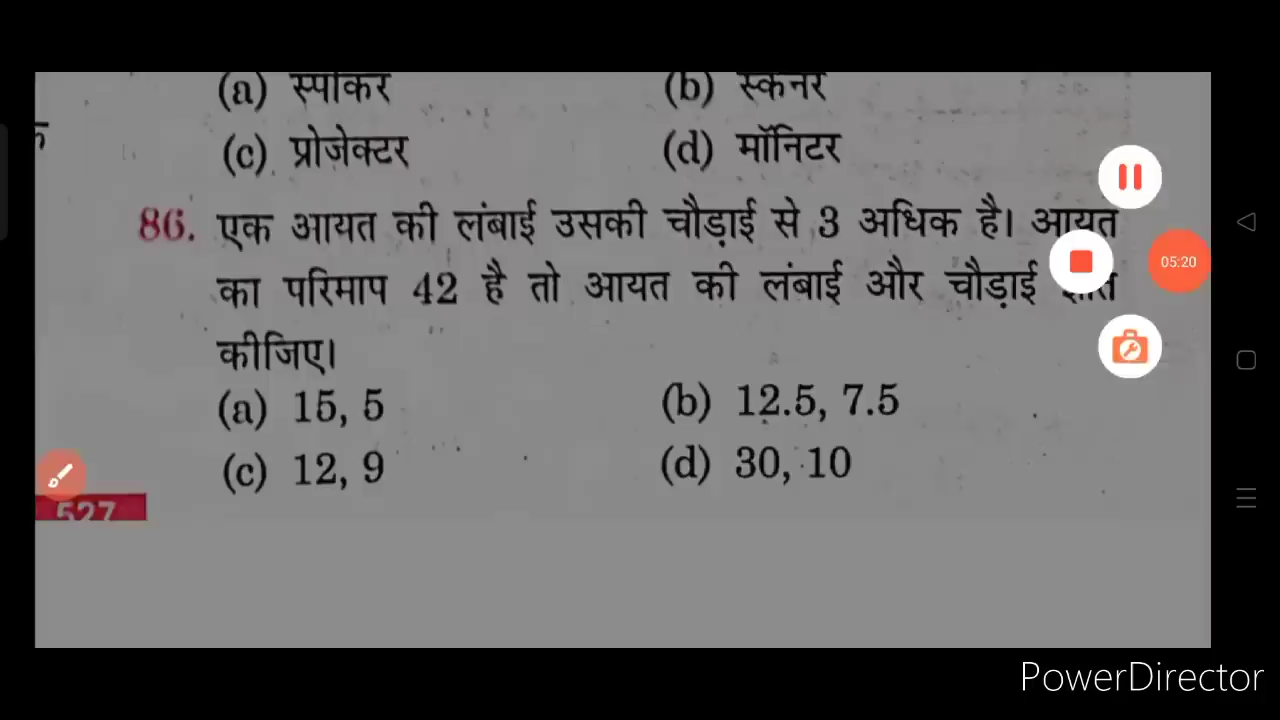 (a) स्पीकर (b) स्कैनर
(c) प्रोजेक्टर (d) मॉनिटर
86. एक आयत की लंबाई उसकी चौड़ाई से 3 अधिक है। आयत
का परिमाप 42 है तो आयत की लंबाई और चौड़ाई ज्ञात
कीजिए।
(a) 15, 5 (b) 12.5, 7.5
(c) 12, 9 (d) 30, 10
527
05:20
PowerDirector